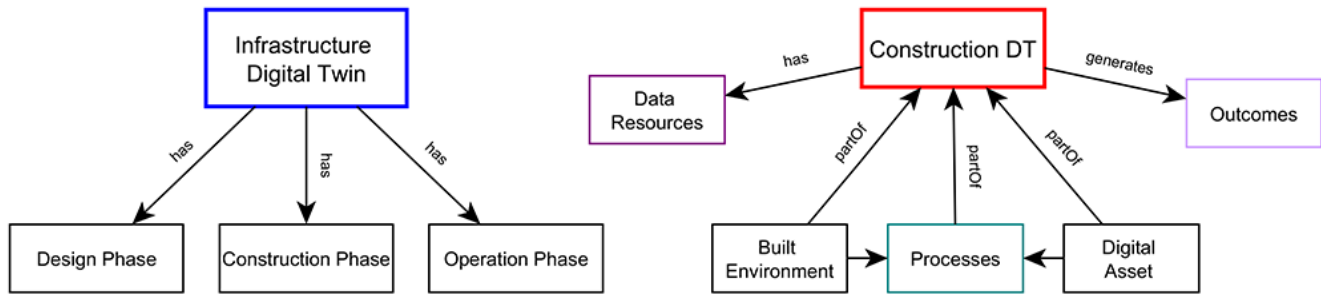 Infrastructure
Digital Twin
has
has
has
Design Phase
Construction Phase
Operation Phase
Construction DT
has
generates
Data
Resources
Outcomes
partOf
partOf
partOf
Built
Environment
Processes
Digital
Asset